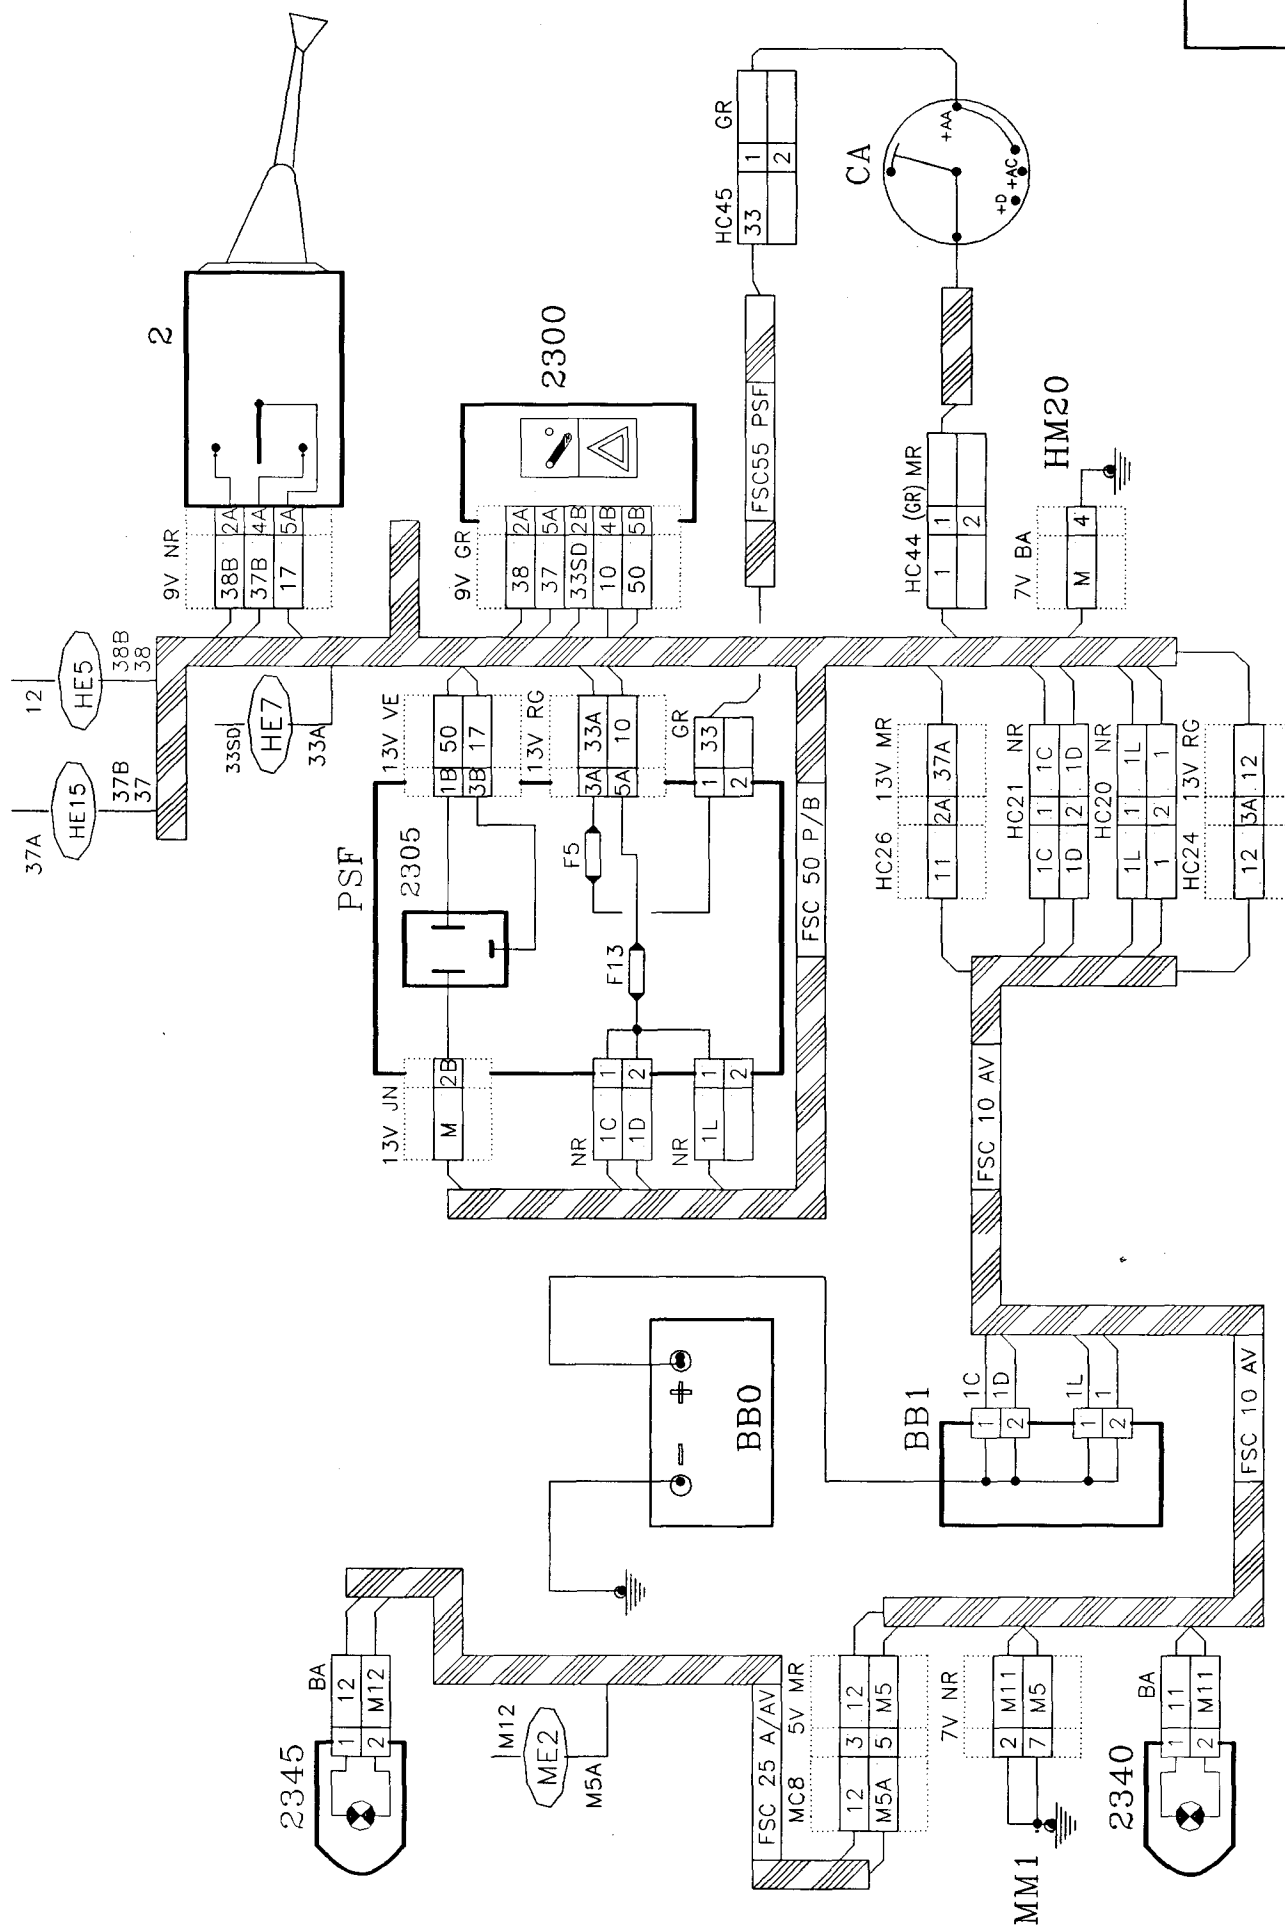 12
HE5
38B
38
37A
HE15
37B
37
33SD
HE7
33A
2
9V NR
38B 2A
37B 4A
17 5A
2300
9V GR
38 2A
37 5A
33SD 2B
10 4B
50 5B
HC45 GR
33 1
2
FSC55 PSF
CA
+AA
+AC
+D
HC44 (GR) MR
1 1
2
HM20
7V BA
M 4
PSF
2305
13V VE
1B 50
3B 17
13V RG
3A 33A
5A 10
GR
1 33
2
F5
F13
13V JN
M 2B
NR
1C 1
1D 2
NR
1L 1
2
FSC 50 P/B
HC26 13V MR
11 2A 37A
HC21 NR
1C 1 1C
1D 2 1D
HC20 NR
1L 1 1L
1 2 1
HC24 13V RG
12 3A 12
FSC 10 AV
BB0
+ –
BB1
1 1C
2 1D
1 1L
2 1
FSC 10 AV
2345
BA
1 12
2 M12
M12
ME2
M5A
FSC 25 A/AV
MC8 5V MR
12 3 12
M5A 5 M5
7V NR
2 M11
7 M5
MM1
2340
BA
1 11
2 M11